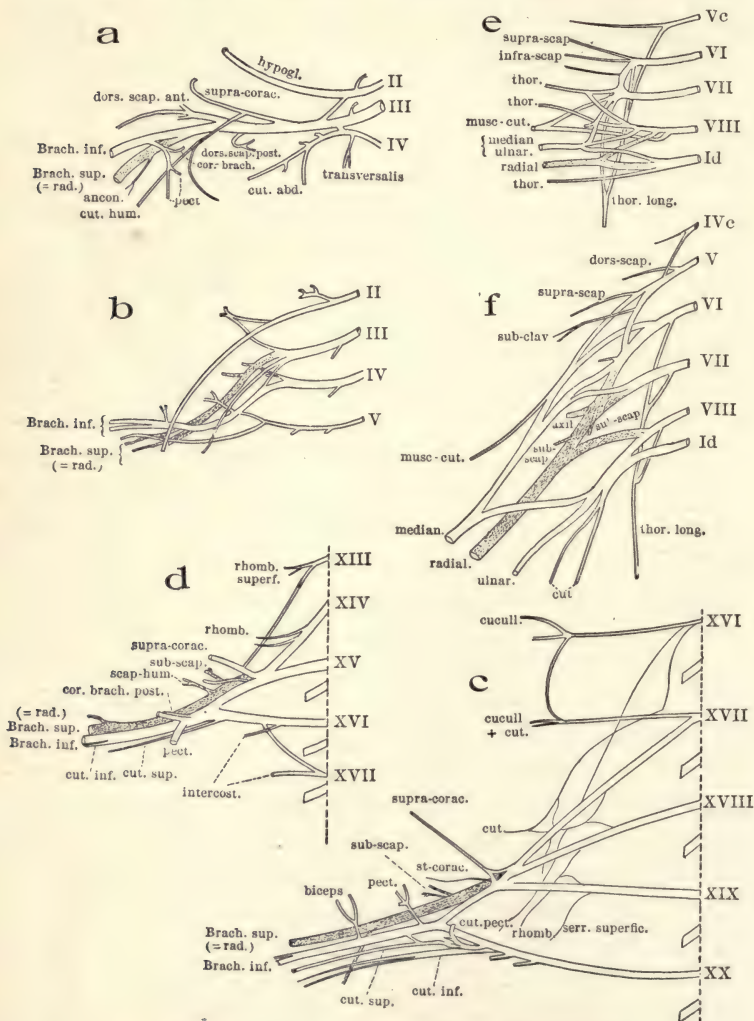 a
hypogl.
II
dors. scap. ant.
supra-corac.
III
Brach. inf.
IV
dors. scap. post.
cor. brach.
Brach. sup.
(= rad.)
ancon.
pect
cut. abd.
transversalis
cut. hum.
e
Vc
supra-scap
infra-scap
VI
thor.
VII
thor.
musc-cut.
VIII
{ median
{ ulnar.
radial
Id
thor.
thor. long.
b
II
III
IV
Brach. inf. {
V
Brach. sup. {
(= rad.)
f
IVc
dors-scap.
V
supra-scap
VI
sub-clav
VII
axil
VIII
sub-scap.
musc-cut.
Id
median.
radial.
thor. long.
ulnar.
cut
d
rhomb. superf.
XIII
XIV
rhomb.
supra-corac.
sub-scap.
XV
scap-hum.
cor. brach. post.
(= rad.)
Brach. sup.
XVI
Brach. inf.
pect.
cut. inf.
cut. sup.
XVII
intercost.
c
cucull.
XVI
XVII
cucull
+ cut.
supra-corac.
XVIII
cut.
sub-scap.
st-corac.
biceps
pect.
XIX
cut. pect.
rhomb.
serr. superfic.
Brach. sup.
(= rad.)
Brach. inf.
XX
cut. sup.
cut. inf.